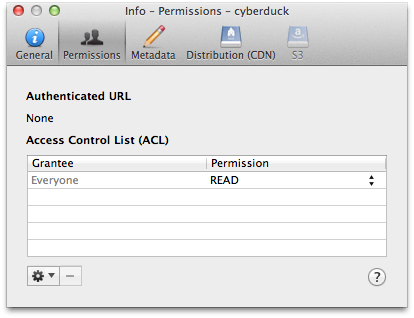 Info – Permissions – cyberduck
General Permissions Metadata Distribution (CDN) S3
Authenticated URL
None
Access Control List (ACL)
Grantee Permission
Everyone READ
?